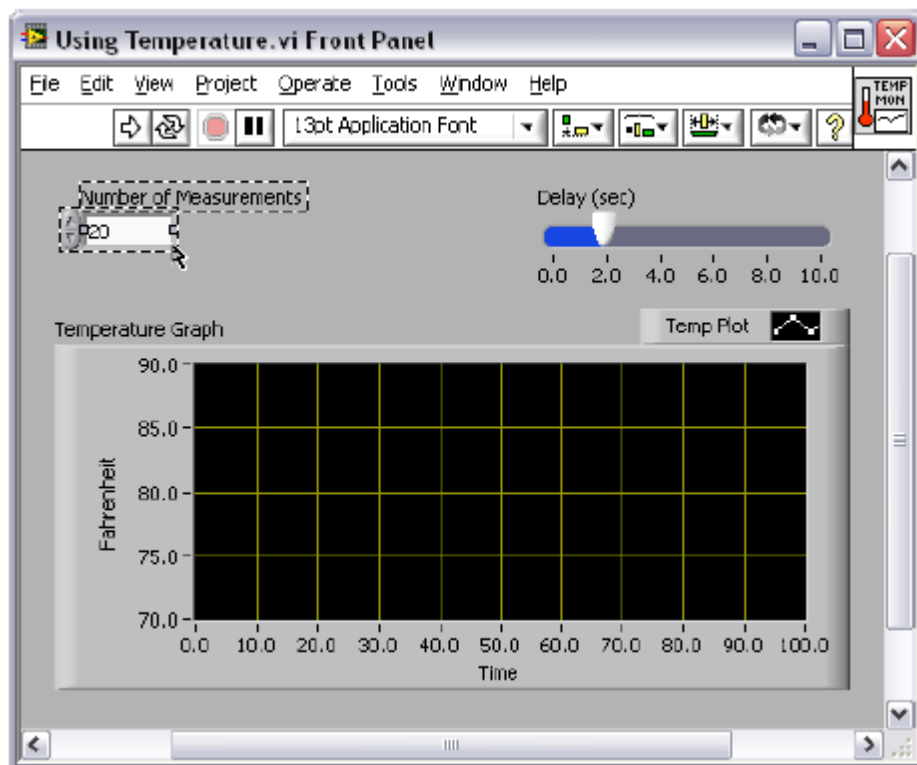 Using Temperature.vi Front Panel
File Edit View Project Operate Tools Window Help
TEMP
MON
13pt Application Font
?
Number of Measurements
20
Delay (sec)
0.0 2.0 4.0 6.0 8.0 10.0
Temperature Graph
Temp Plot
90.0
85.0
80.0
75.0
70.0
Fahrenheit
0.0 10.0 20.0 30.0 40.0 50.0 60.0 70.0 80.0 90.0 100.0
Time